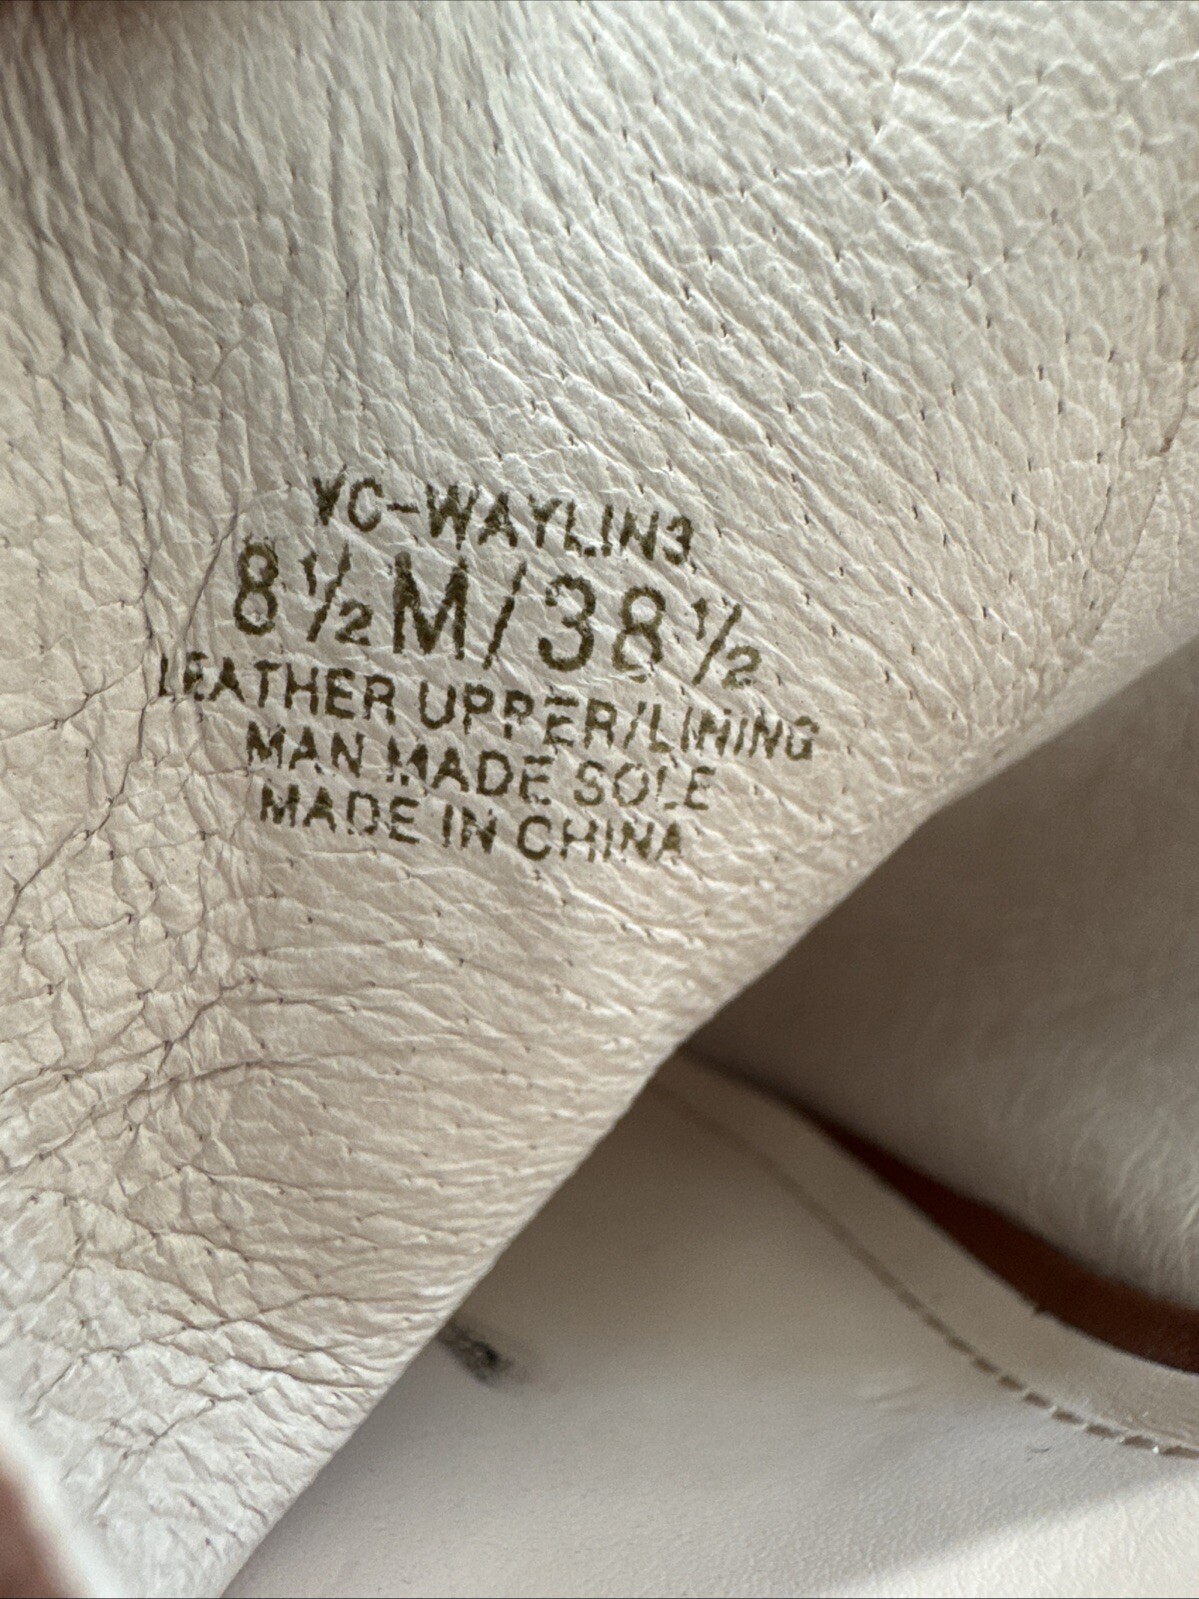 VC-WAYLIN3
8½M/38½
LEATHER UPPER/LINING
MAN MADE SOLE
MADE IN CHINA